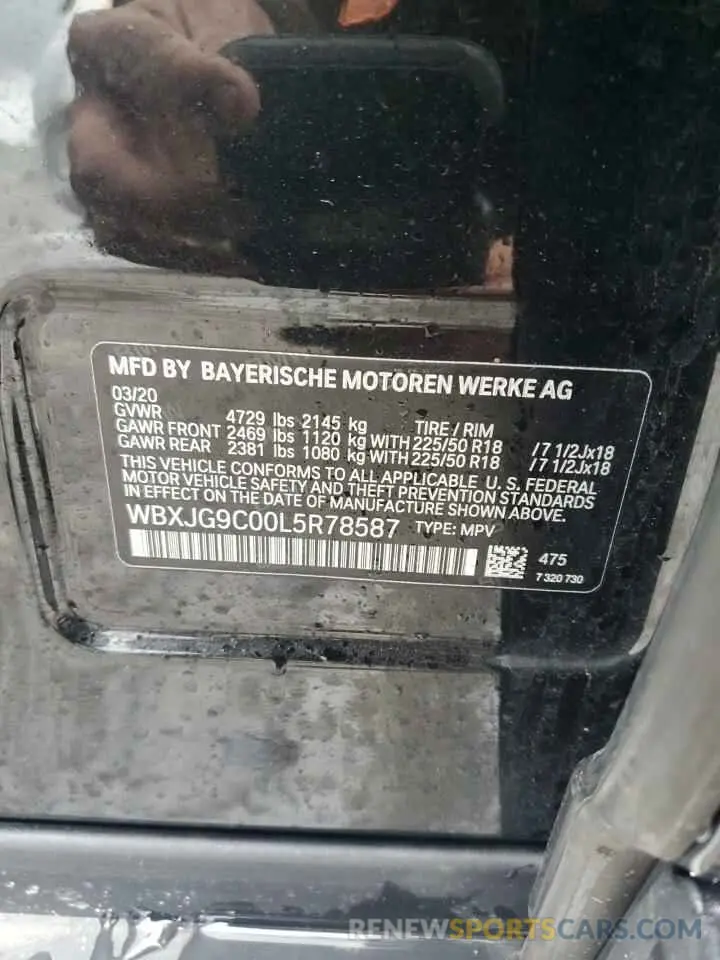 MFD BY BAYERISCHE MOTOREN WERKE AG
03/20
GVWR 4729 lbs 2145 kg TIRE / RIM
GAWR FRONT 2469 lbs 1120 kg WITH 225/50 R18 / 7 1/2Jx18
GAWR REAR 2381 lbs 1080 kg WITH 225/50 R18 / 7 1/2Jx18
THIS VEHICLE CONFORMS TO ALL APPLICABLE U. S. FEDERAL
MOTOR VEHICLE SAFETY AND THEFT PREVENTION STANDARDS
IN EFFECT ON THE DATE OF MANUFACTURE SHOWN ABOVE.
WBXJG9C00L5R78587 TYPE: MPV
475
7 320 730
RENEWSPORTSCARS.COM